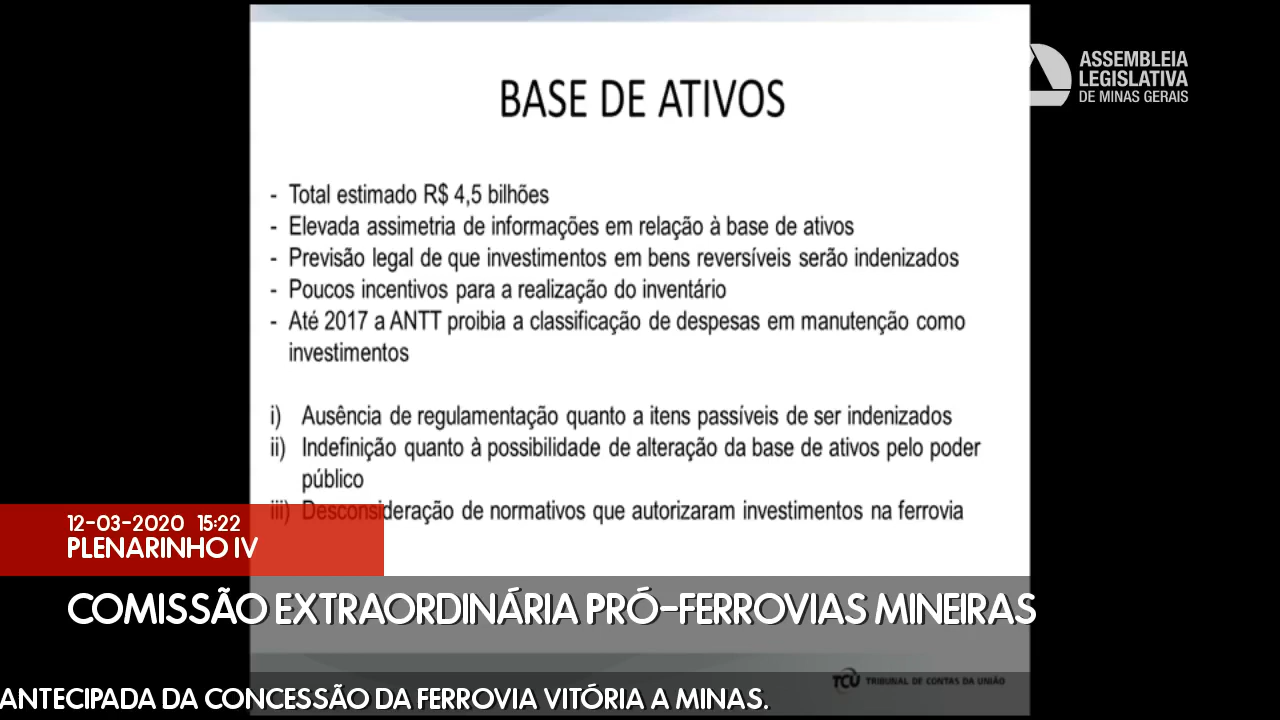 ASSEMBLEIA
LEGISLATIVA
DE MINAS GERAIS
BASE DE ATIVOS
- Total estimado R$ 4,5 bilhões
- Elevada assimetria de informações em relação à base de ativos
- Previsão legal de que investimentos em bens reversíveis serão indenizados
- Poucos incentivos para a realização do inventário
- Até 2017 a ANTT proibia a classificação de despesas em manutenção como
investimentos
i) Ausência de regulamentação quanto a itens passíveis de ser indenizados
ii) Indefinição quanto à possibilidade de alteração da base de ativos pelo poder
público
iii) Desconsideração de normativos que autorizaram investimentos na ferrovia
12-03-2020 15:22
PLENARINHO IV
COMISSÃO EXTRAORDINÁRIA PRÓ-FERROVIAS MINEIRAS
TCU TRIBUNAL DE CONTAS DA UNIÃO
ANTECIPADA DA CONCESSÃO DA FERROVIA VITÓRIA A MINAS.